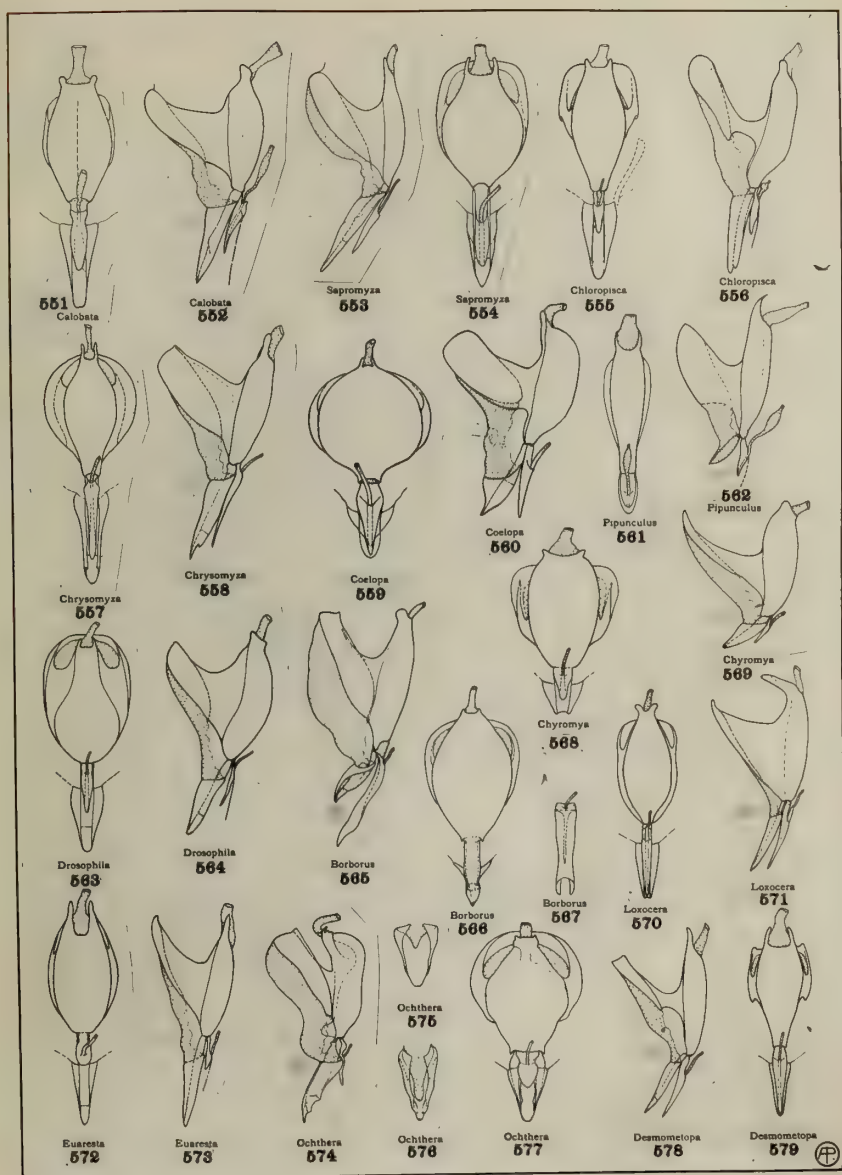 551
Calobata
Calobata
552
Sapromyza
553
Sapromyza
554
Chloropisca
555
Chloropisca
556
Chrysomyza
557
Chrysomyza
558
Coelopa
559
Coelopa
560
Pipunculus
561
562
Pipunculus
Chyromya
568
Chyromya
569
Drosophila
563
Drosophila
564
Borborus
565
Borborus
566
Borborus
567
Loxocera
570
Loxocera
571
Euaresta
572
Euaresta
573
Ochthera
574
Ochthera
575
Ochthera
576
Ochthera
577
Desmometopa
578
Desmometopa
579